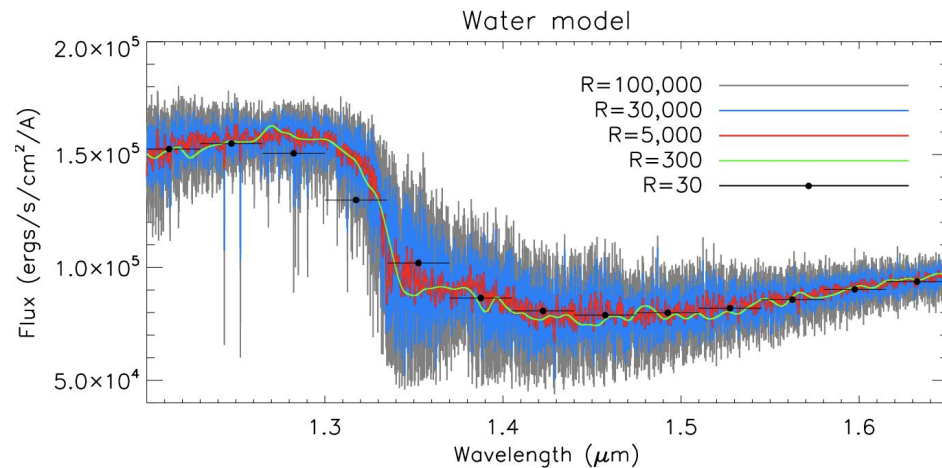 Water model
2.0×10⁵
1.5×10⁵
1.0×10⁵
5.0×10⁴
Flux (ergs/s/cm²/A)
R=100,000
R=30,000
R=5,000
R=300
R=30
1.3
1.4
1.5
1.6
Wavelength (μm)